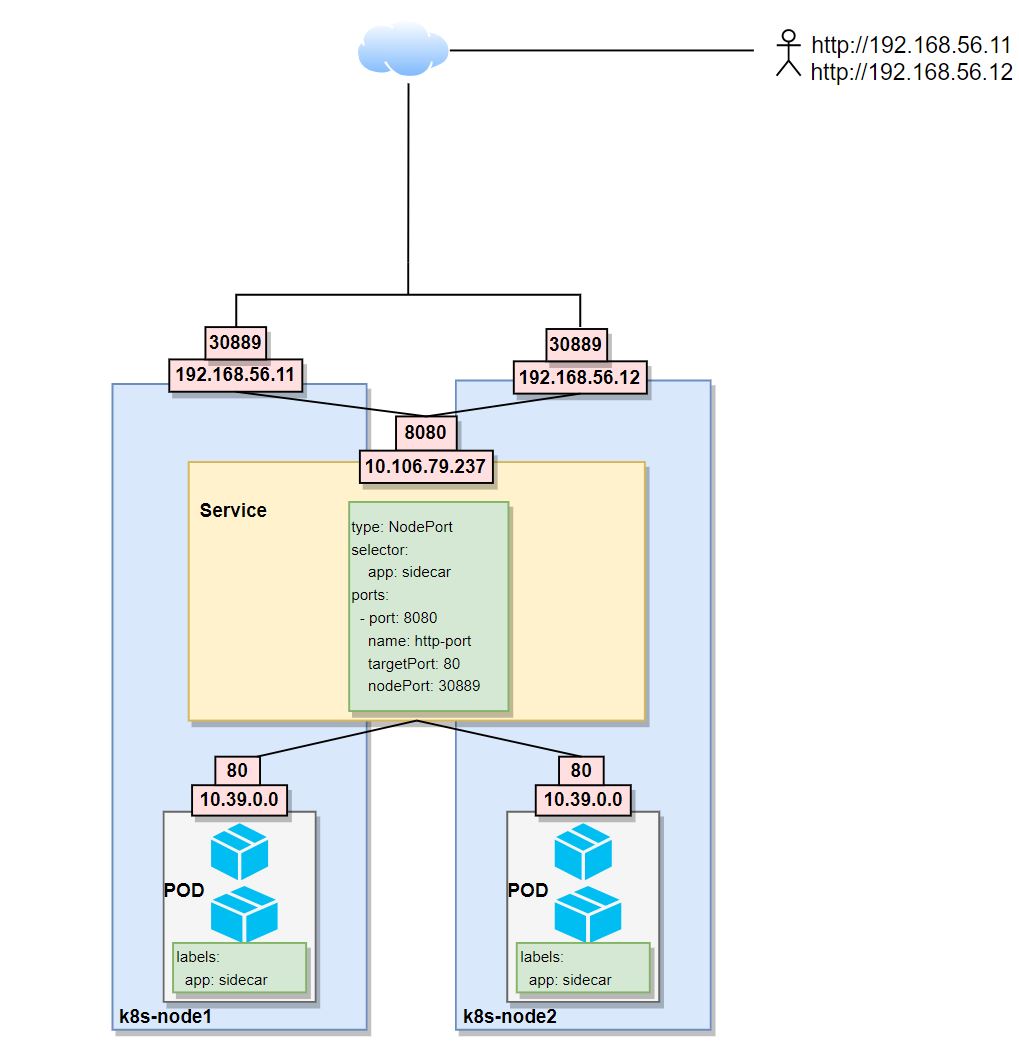 http://192.168.56.11
http://192.168.56.12
30889
192.168.56.11
30889
192.168.56.12
8080
10.106.79.237
Service
type: NodePort
selector:
app: sidecar
ports:
- port: 8080
name: http-port
targetPort: 80
nodePort: 30889
80
10.39.0.0
POD
labels:
app: sidecar
k8s-node1
80
10.39.0.0
POD
labels:
app: sidecar
k8s-node2